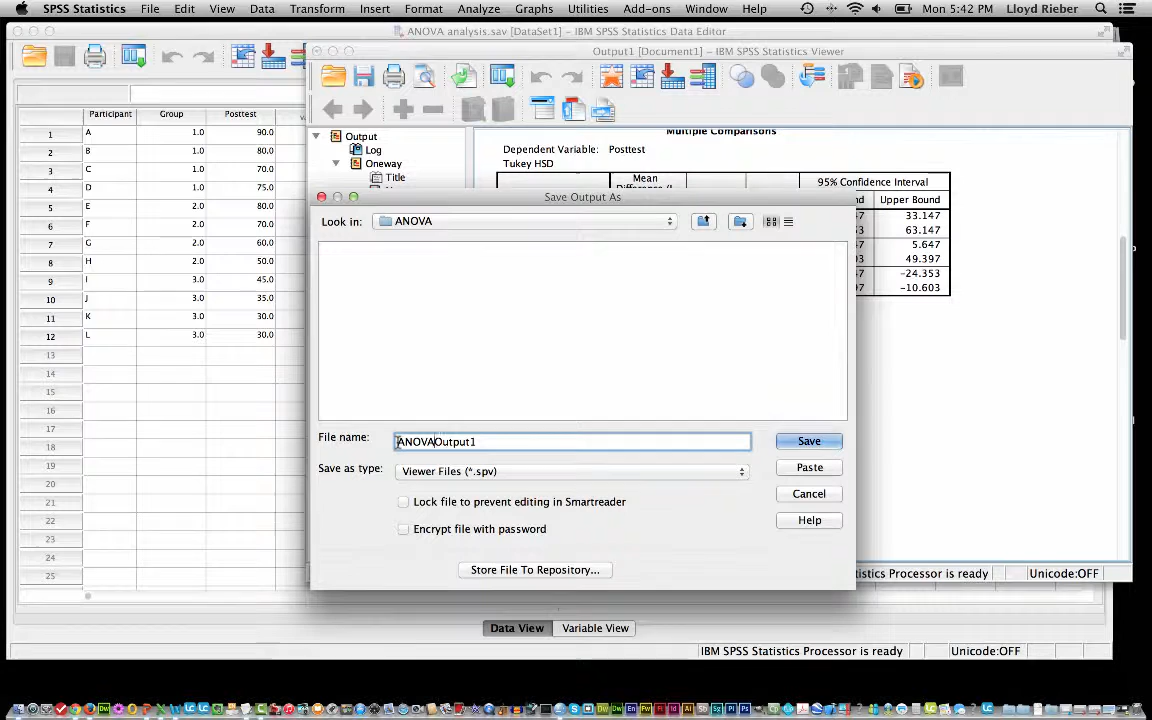 SPSS Statistics File Edit View Data Transform Insert Format Analyze Graphs Utilities Add-ons Window Help Mon 5:42 PM Lloyd Rieber
ANOVA analysis.sav [DataSet1] – IBM SPSS Statistics Data Editor
Output1 [Document1] – IBM SPSS Statistics Viewer
Participant Group Posttest
1 A 1.0 90.0
2 B 1.0 80.0
3 C 1.0 70.0
4 D 1.0 75.0
5 E 2.0 80.0
6 F 2.0 70.0
7 G 2.0 60.0
8 H 2.0 50.0
9 I 3.0 45.0
10 J 3.0 35.0
11 K 3.0 30.0
12 L 3.0 30.0
13
14
15
16
17
18
19
20
21
22
23
24
25
Output
Log
Oneway
Title
Multiple Comparisons
Dependent Variable: Posttest
Tukey HSD
Mean
95% Confidence Interval
Upper Bound
33.147
63.147
5.647
49.397
-24.353
-10.603
Save Output As
Look in: ANOVA
File name: ANOVAOutput1
Save as type: Viewer Files (*.spv)
Lock file to prevent editing in Smartreader
Encrypt file with password
Save
Paste
Cancel
Help
Store File To Repository...
Processor is ready Unicode:OFF
Data View Variable View
IBM SPSS Statistics Processor is ready Unicode:OFF